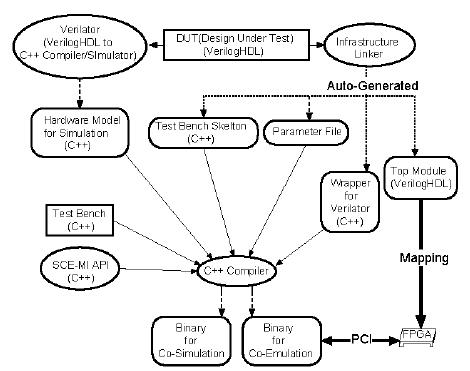 Verilator
(VerilogHDL to
C++ Compiler/SImulator)
DUT(Design Under Test)
(VerilogHDL)
Infrastructure
Linker
Auto-Generated
Hardware Model
for Simulation
(C++)
Test Bench Skelton
(C++)
Parameter File
Wrapper
for
Verilator
(C++)
Top Module
(VerilogHDL)
Test Bench
(C++)
SCE-MI API
(C++)
C++ Compiler
Mapping
Binary
for
Co-Simulation
Binary
for
Co-Emulation
PCI
FPGA